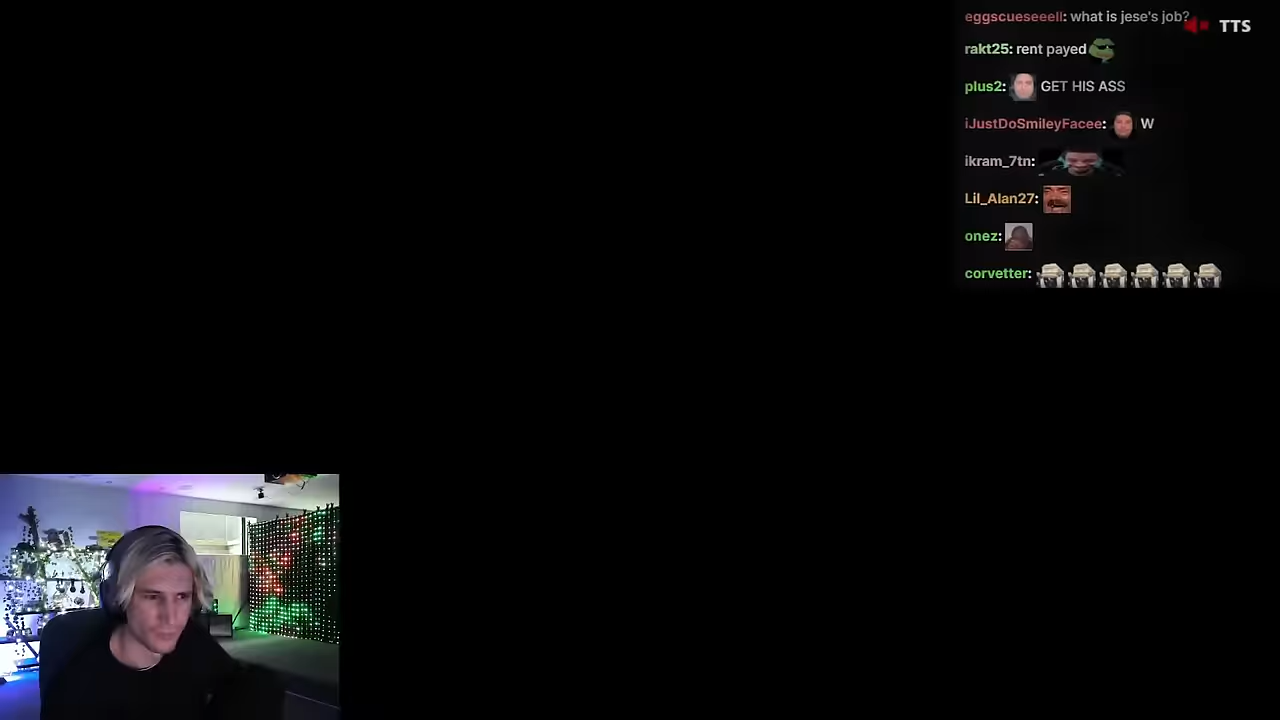 eggscueseeell: what is jese's job?
TTS
rakt25: rent payed
plus2: GET HIS ASS
iJustDoSmileyFacee: W
ikram_7tn:
Lil_Alan27:
onez:
corvetter: